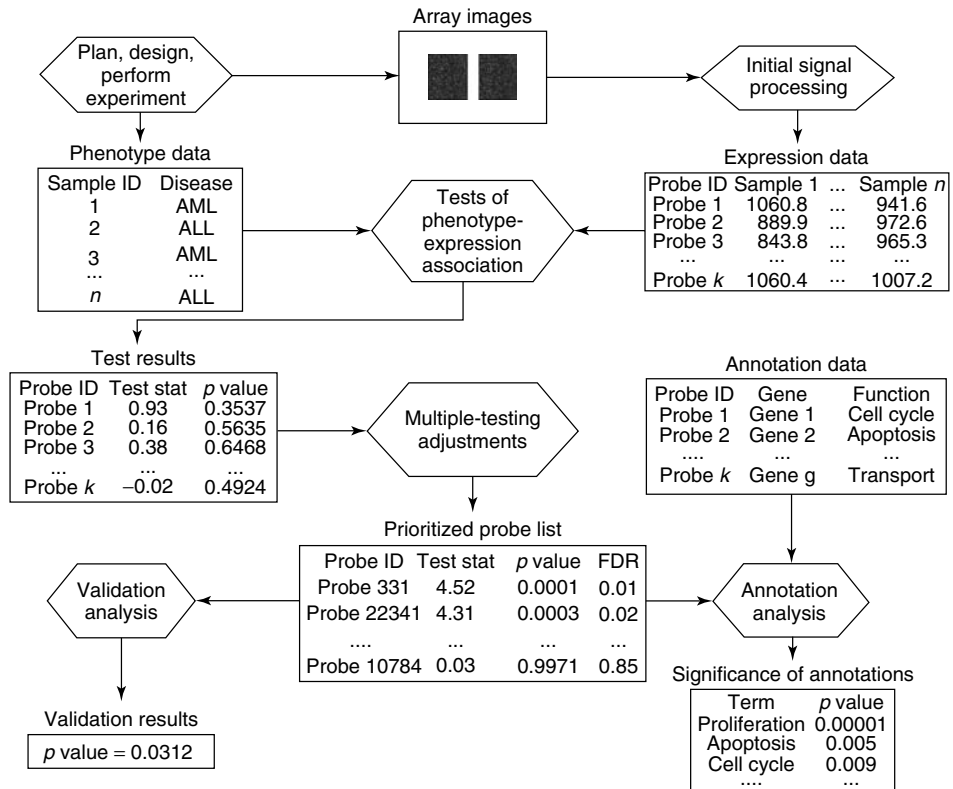 Array images
Plan, design,
perform
experiment
Initial signal
processing
Phenotype data
Sample ID Disease
1 AML
2 ALL
3 AML
... ...
n ALL
Tests of
phenotype-
expression
association
Expression data
Probe ID Sample 1 ... Sample n
Probe 1 1060.8 ... 941.6
Probe 2 889.9 ... 972.6
Probe 3 843.8 ... 965.3
... ... ... ...
Probe k 1060.4 ... 1007.2
Test results
Probe ID Test stat p value
Probe 1 0.93 0.3537
Probe 2 0.16 0.5635
Probe 3 0.38 0.6468
... ... ...
Probe k −0.02 0.4924
Multiple-testing
adjustments
Annotation data
Probe ID Gene Function
Probe 1 Gene 1 Cell cycle
Probe 2 Gene 2 Apoptosis
.... ... ...
Probe k Gene g Transport
Prioritized probe list
Probe ID Test stat p value FDR
Probe 331 4.52 0.0001 0.01
Probe 22341 4.31 0.0003 0.02
.... ... ... ...
Probe 10784 0.03 0.9971 0.85
Validation
analysis
Annotation
analysis
Validation results
p value = 0.0312
Significance of annotations
Term p value
Proliferation 0.00001
Apoptosis 0.005
Cell cycle 0.009
.... ...